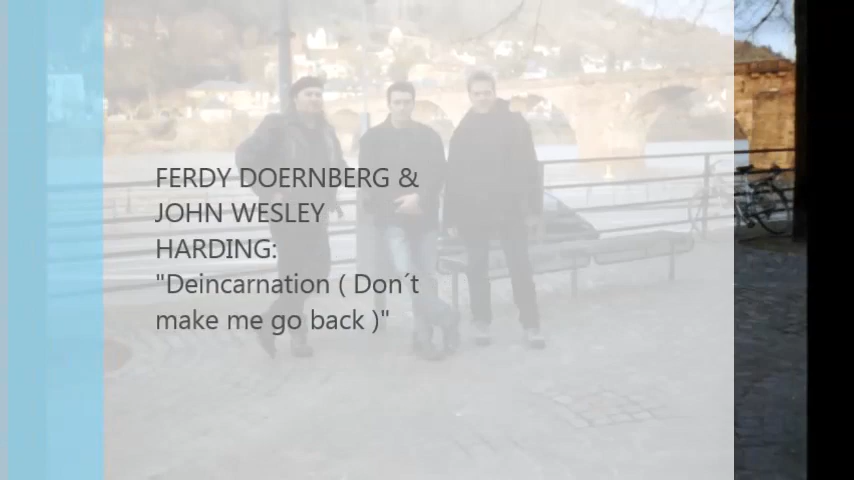 FERDY DOERNBERG &
JOHN WESLEY
HARDING:
"Deincarnation ( Don´t
make me go back )"